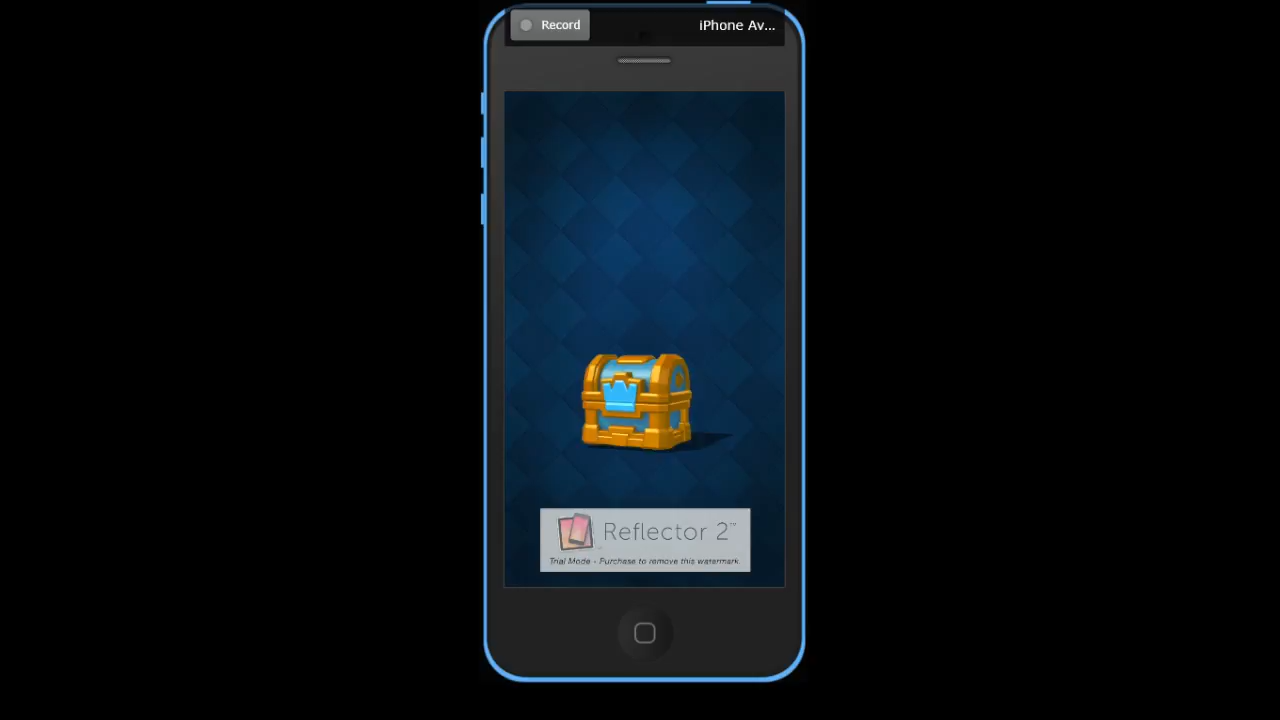 Record
iPhone Av...
Reflector 2™
Trial Mode - Purchase to remove this watermark.